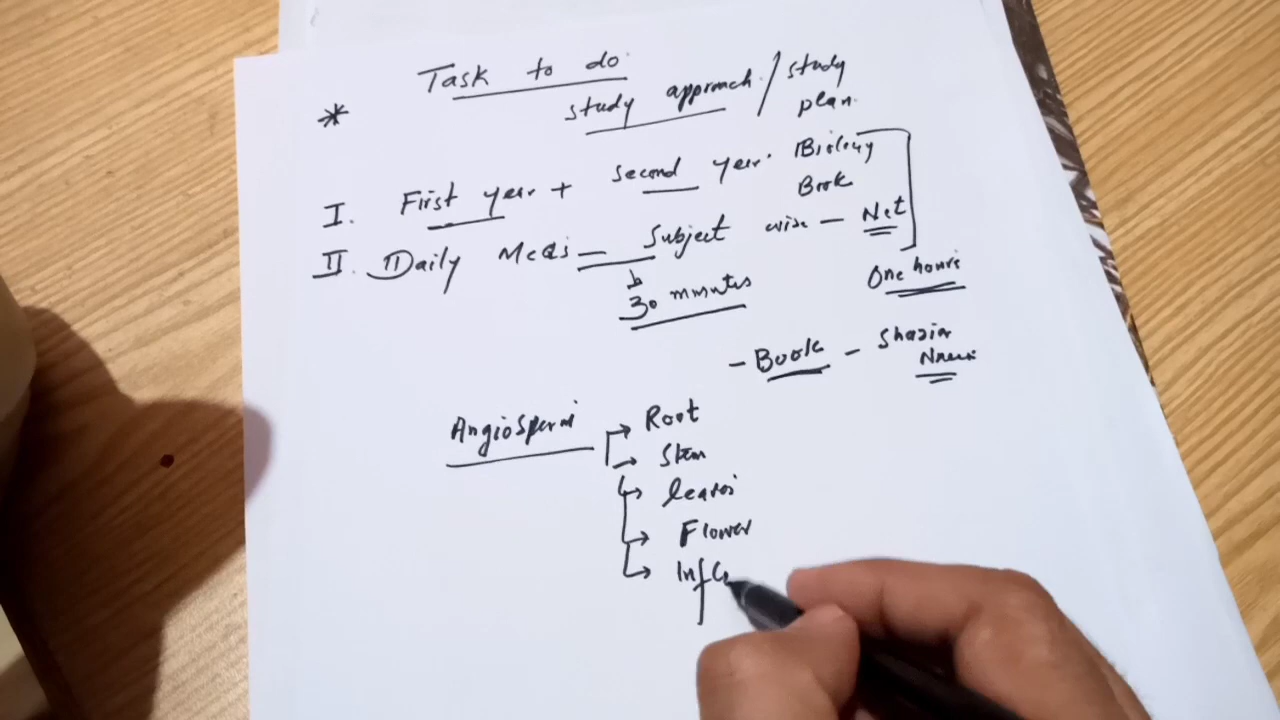 Task to do
* study approach / study
plan.
I. First year + second year. Biology
Book
II. Daily McQs — Subject wise — Net
30 minutes
One hours
- Book - Shazia
Angiosperm
Root
Stem
leaves
Flower